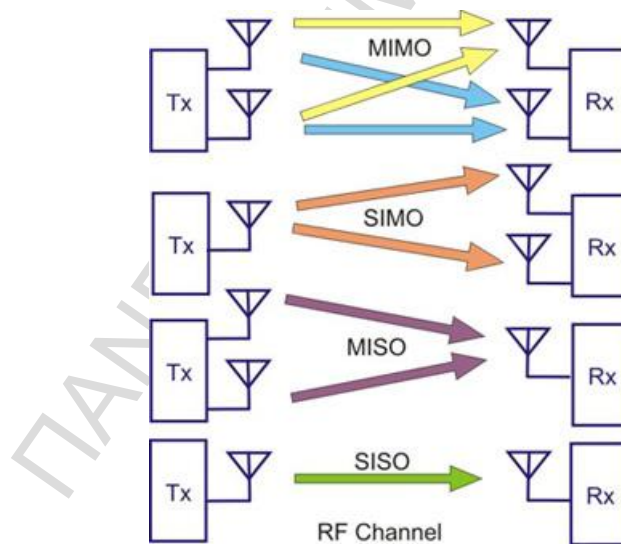 MIMO
Tx
Rx
SIMO
Tx
Rx
MISO
Tx
Rx
SISO
Tx
Rx
RF Channel